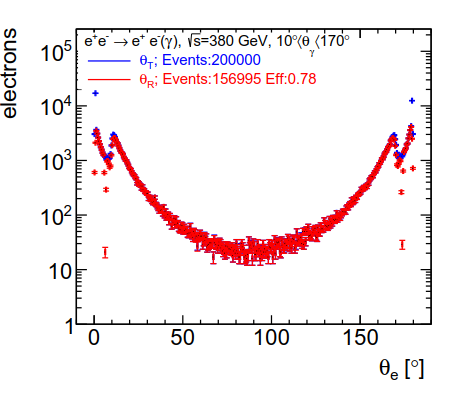 electrons
e⁺e⁻ → e⁺ e⁻(γ), √s=380 GeV, 10°⟨θγ⟨170°
θT; Events:200000
θR; Events:156995 Eff:0.78
10⁵
10⁴
10³
10²
10
1
0 50 100 150
θe [°]